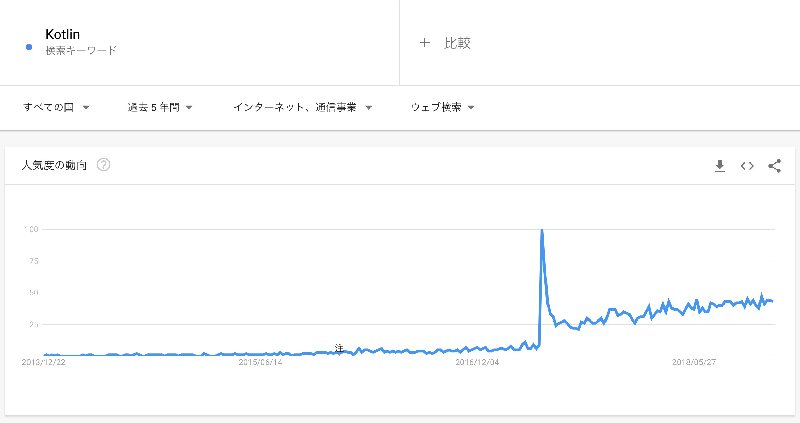 Kotlin
検索キーワード
+ 比較
すべての国
過去 5 年間
インターネット、通信事業
ウェブ検索
人気度の動向
100
75
50
25
注
2013/12/22
2015/06/14
2016/12/04
2018/05/27